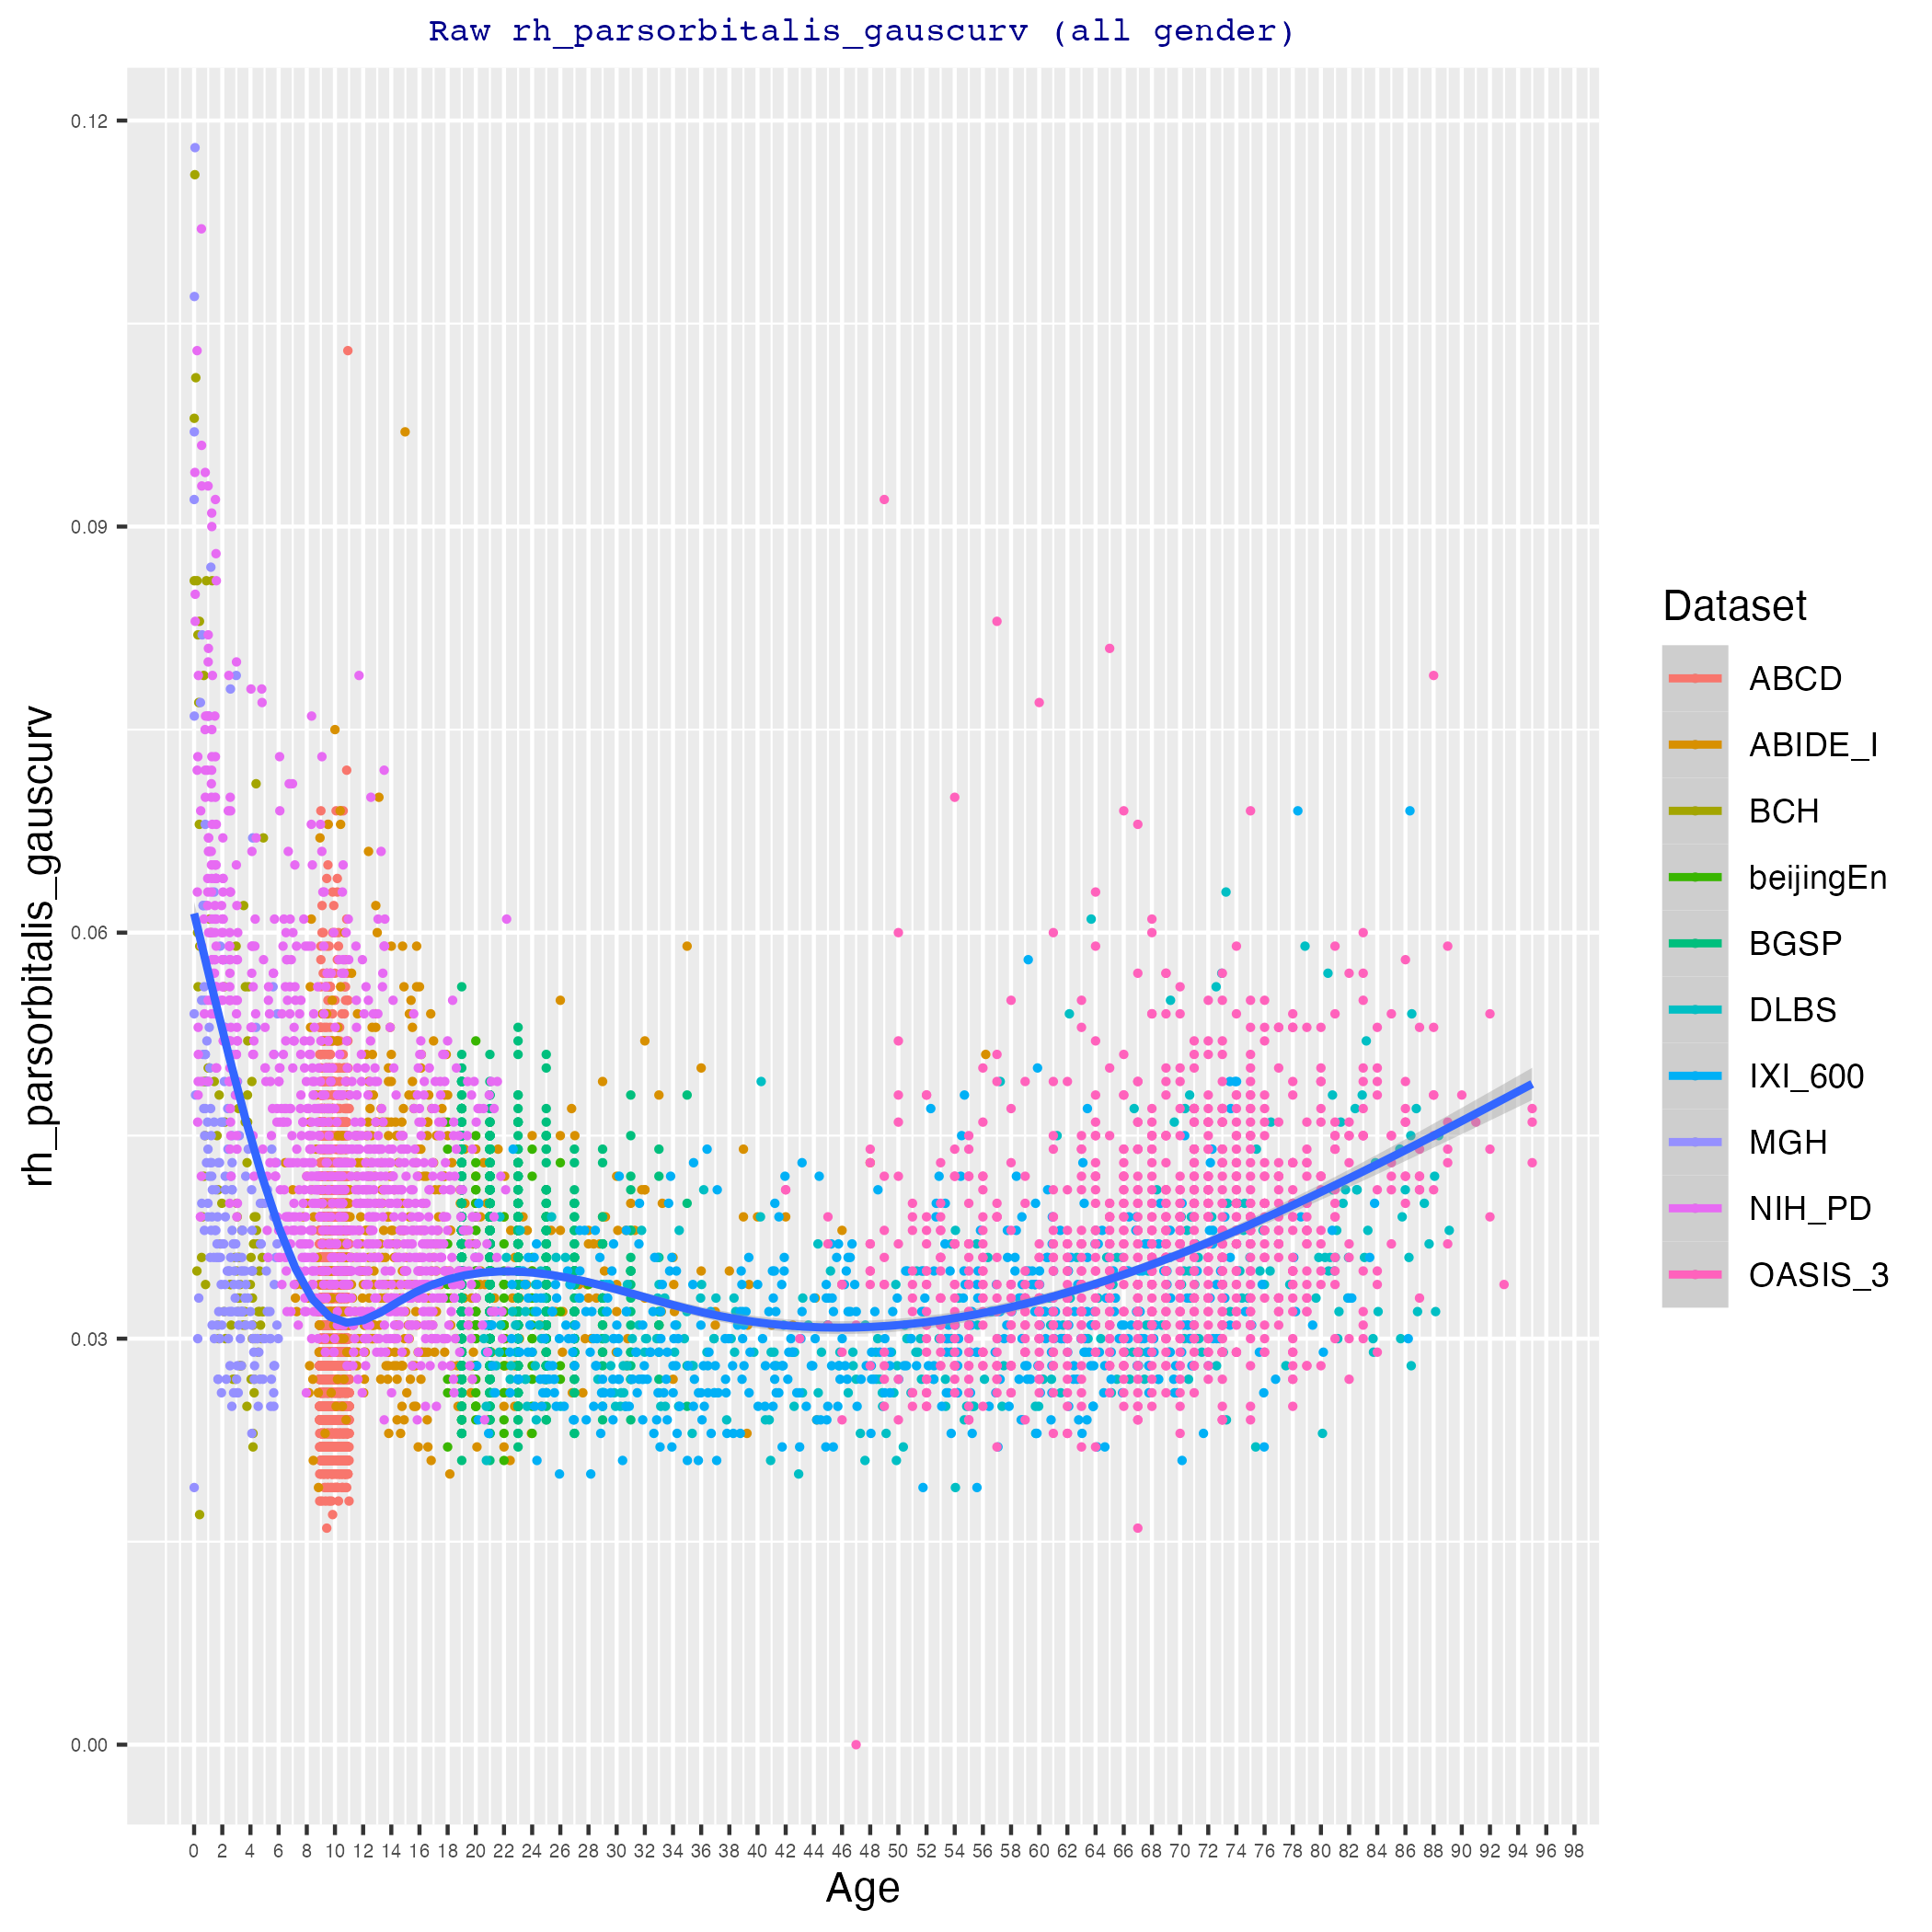 Raw rh_parsorbitalis_gauscurv (all gender)
0.12
0.09
0.06
0.03
0.00
rh_parsorbitalis_gauscurv
0 2 4 6 8 10 12 14 16 18 20 22 24 26 28 30 32 34 36 38 40 42 44 46 48 50 52 54 56 58 60 62 64 66 68 70 72 74 76 78 80 82 84 86 88 90 92 94 96 98
Age
Dataset
ABCD
ABIDE_I
BCH
beijingEn
BGSP
DLBS
IXI_600
MGH
NIH_PD
OASIS_3